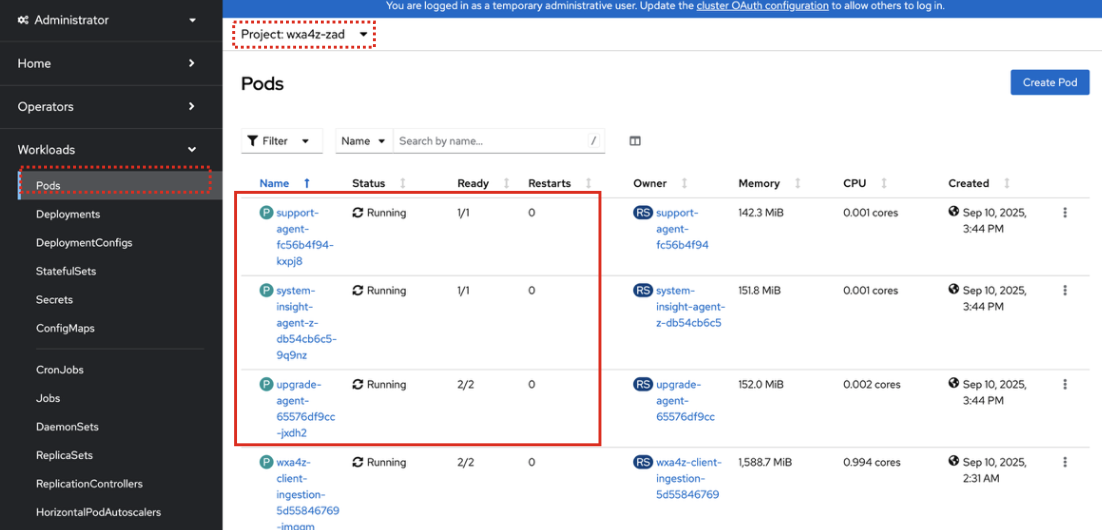 Administrator
Home
Operators
Workloads
Pods
Deployments
DeploymentConfigs
StatefulSets
Secrets
ConfigMaps
CronJobs
Jobs
DaemonSets
ReplicaSets
ReplicationControllers
HorizontalPodAutoscalers
You are logged in as a temporary administrative user. Update the cluster OAuth configuration to allow others to log in.
Project: wxa4z-zad
Pods
Create Pod
Filter
Name
Search by name...
/
Name Status Ready Restarts Owner Memory CPU Created
P support- Running 1/1 0 RS support- 142.3 MiB 0.001 cores Sep 10, 2025,
agent- agent- 3:44 PM
fc56b4f94- fc56b4f94
kxpj8
P system- Running 1/1 0 RS system- 151.8 MiB 0.001 cores Sep 10, 2025,
insight- insight-agent- 3:44 PM
agent-z- z-db54cb6c5
db54cb6c5-
9q9nz
P upgrade- Running 2/2 0 RS upgrade- 152.0 MiB 0.002 cores Sep 10, 2025,
agent- agent- 3:44 PM
65576df9cc 65576df9cc
-jxdh2
P wxa4z- Running 2/2 0 RS wxa4z-client- 1,588.7 MiB 0.994 cores Sep 10, 2025,
client- ingestion- 2:31 AM
ingestion- 5d55846769
5d55846769